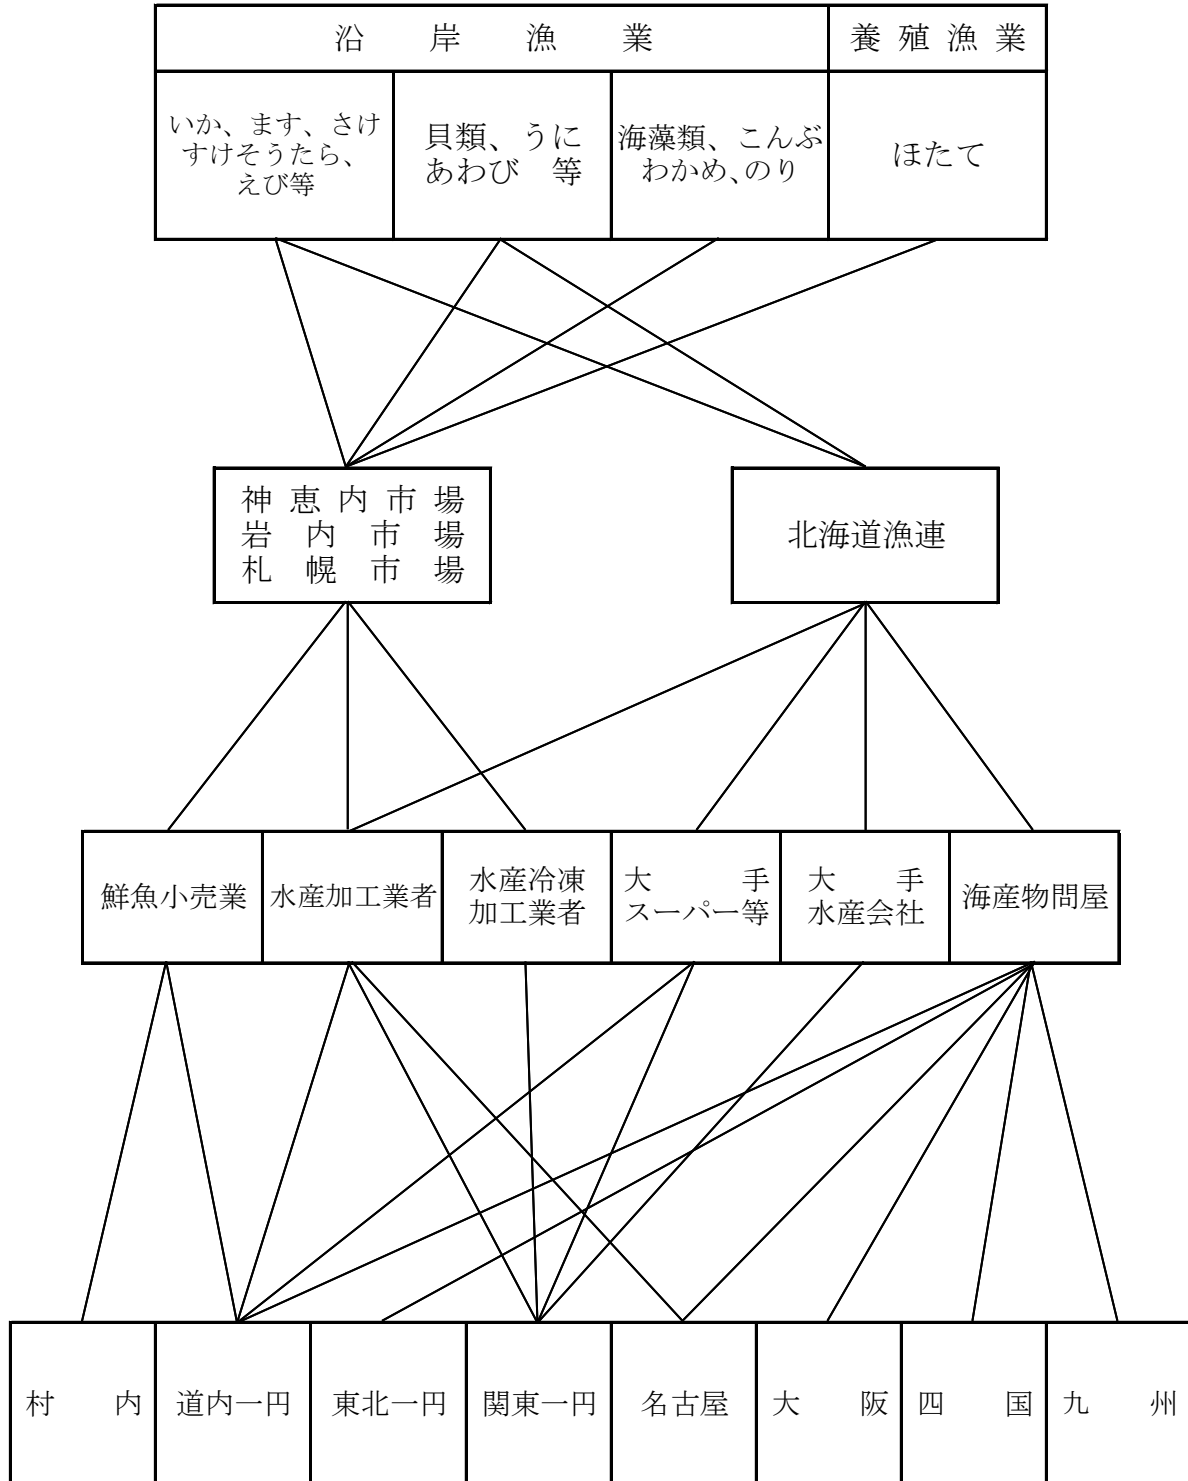 沿岸漁業
養殖漁業
いか、ます、さけ
すけそうたら、
えび等
貝類、うに
あわび　等
海藻類、こんぶ
わかめ、のり
ほたて
神恵内市場
岩内市場
札幌市場
北海道漁連
鮮魚小売業
水産加工業者
水産冷凍
加工業者
大手
スーパー等
大手
水産会社
海産物問屋
村内
道内一円
東北一円
関東一円
名古屋
大阪
四国
九州